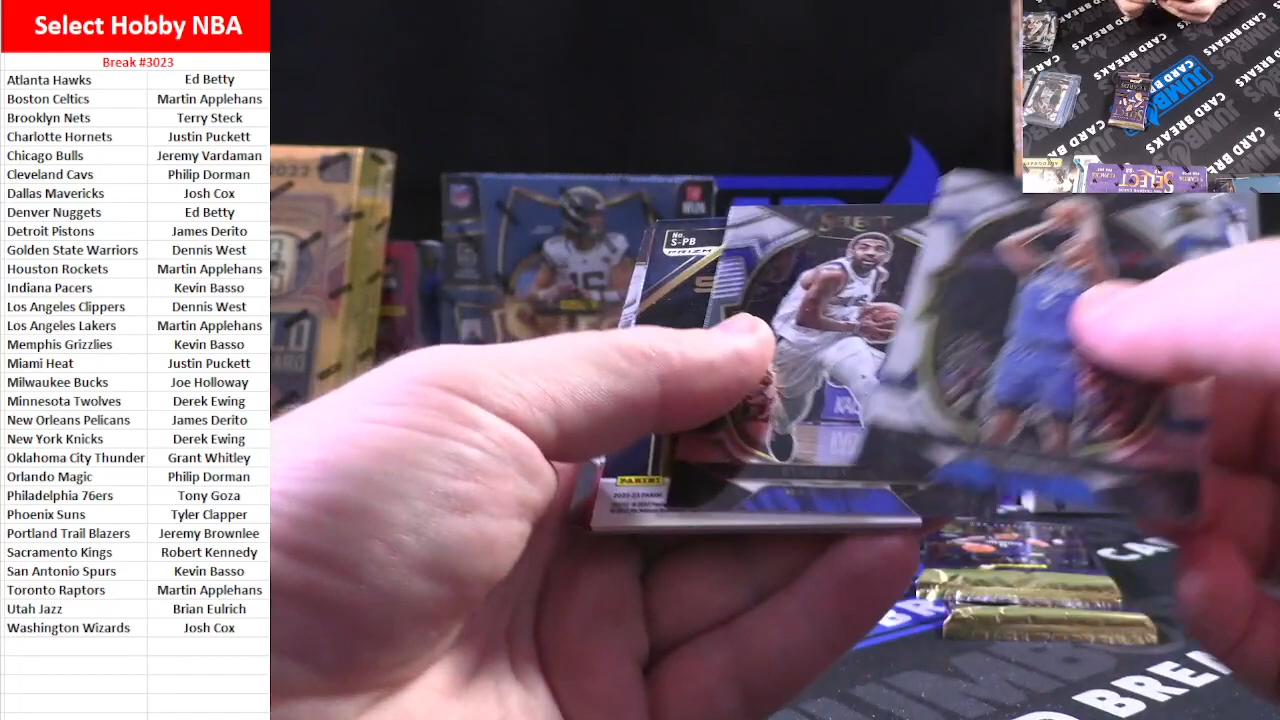 Select Hobby NBA
Break #3023
Atlanta Hawks Ed Betty
Boston Celtics Martin Applehans
Brooklyn Nets Terry Steck
Charlotte Hornets Justin Puckett
Chicago Bulls Jeremy Vardaman
Cleveland Cavs Philip Dorman
Dallas Mavericks Josh Cox
Denver Nuggets Ed Betty
Detroit Pistons James Derito
Golden State Warriors Dennis West
Houston Rockets Martin Applehans
Indiana Pacers Kevin Basso
Los Angeles Clippers Dennis West
Los Angeles Lakers Martin Applehans
Memphis Grizzlies Kevin Basso
Miami Heat Justin Puckett
Milwaukee Bucks Joe Holloway
Minnesota Twolves Derek Ewing
New Orleans Pelicans James Derito
New York Knicks Derek Ewing
Oklahoma City Thunder Grant Whitley
Orlando Magic Philip Dorman
Philadelphia 76ers Tony Goza
Phoenix Suns Tyler Clapper
Portland Trail Blazers Jeremy Brownlee
Sacramento Kings Robert Kennedy
San Antonio Spurs Kevin Basso
Toronto Raptors Martin Applehans
Utah Jazz Brian Eulrich
Washington Wizards Josh Cox
CARD BREAKS
JUMB
CARD BREAKS
SELECT
No.
S-PB
PRIZM
SELECT
PANINI